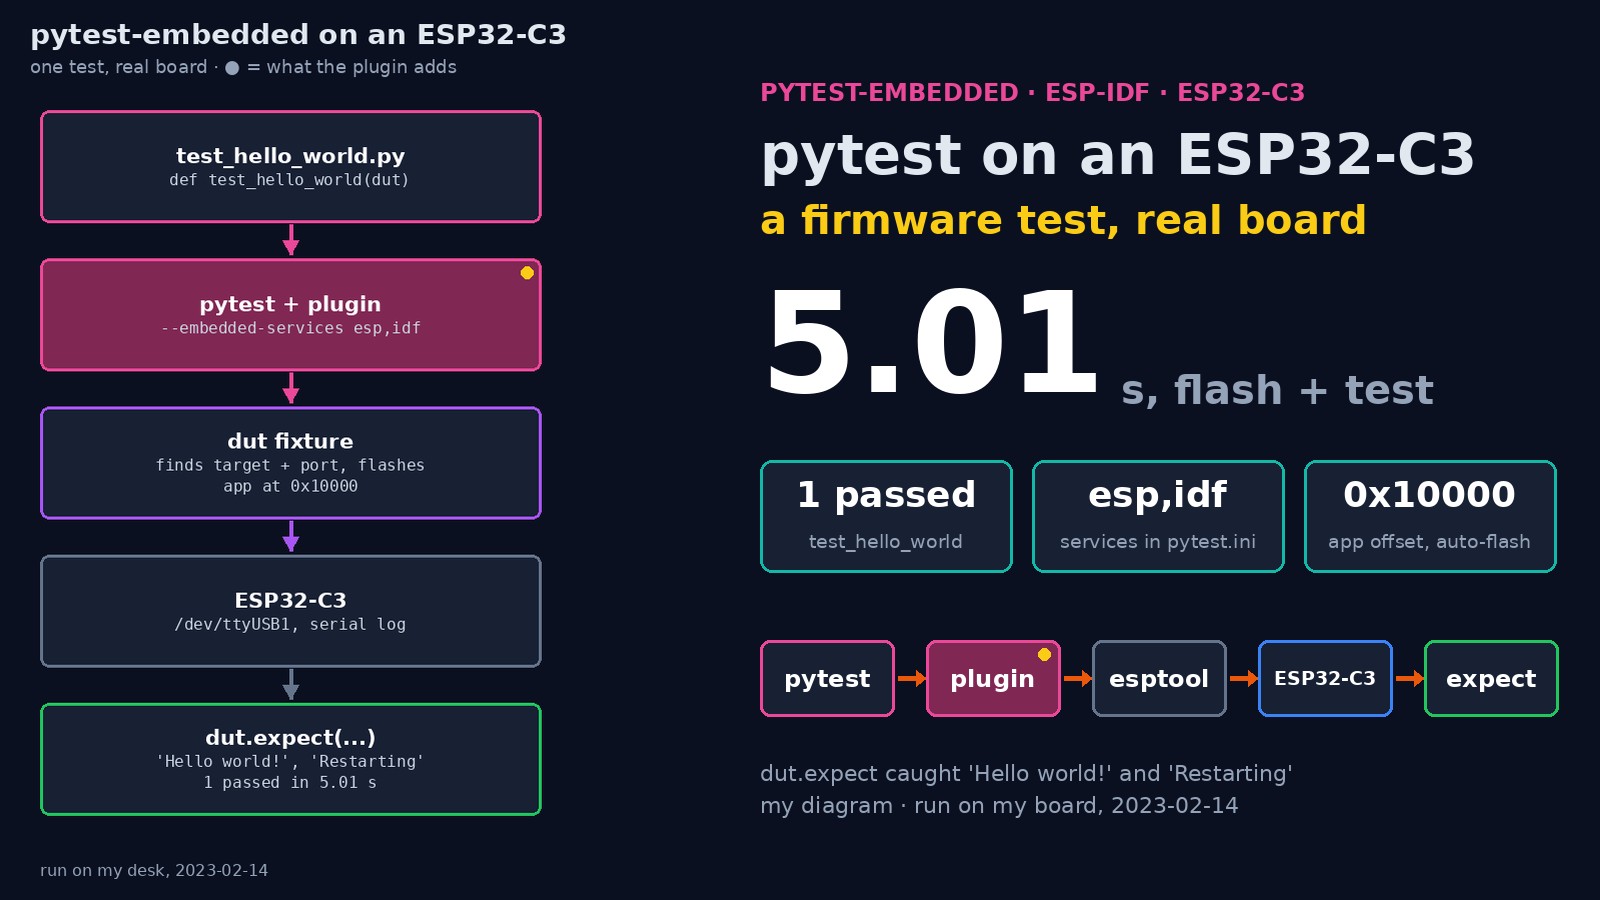 pytest-embedded on an ESP32-C3
one test, real board · ● = what the plugin adds
test_hello_world.py
def test_hello_world(dut)
pytest + plugin
--embedded-services esp,idf
dut fixture
finds target + port, flashes
app at 0x10000
ESP32-C3
/dev/ttyUSB1, serial log
dut.expect(...)
'Hello world!', 'Restarting'
1 passed in 5.01 s
run on my desk, 2023-02-14
PYTEST-EMBEDDED · ESP-IDF · ESP32-C3
pytest on an ESP32-C3
a firmware test, real board
5.01 s, flash + test
1 passed
test_hello_world
esp,idf
services in pytest.ini
0x10000
app offset, auto-flash
pytest
plugin
esptool
ESP32-C3
expect
dut.expect caught 'Hello world!' and 'Restarting'
my diagram · run on my board, 2023-02-14